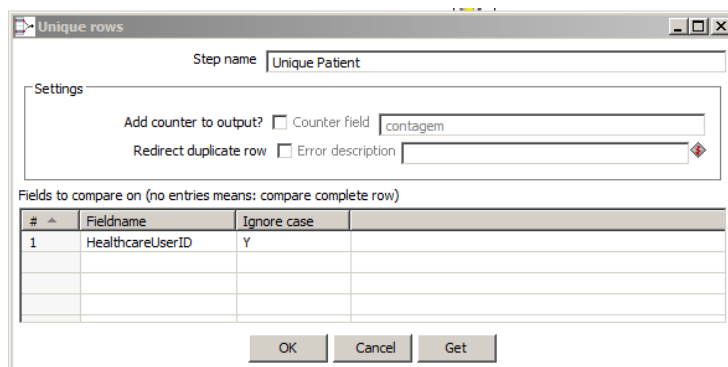 Unique rows
Step name Unique Patient
Settings
Add counter to output? Counter field contagem
Redirect duplicate row Error description
Fields to compare on (no entries means: compare complete row)
# Fieldname Ignore case
1 HealthcareUserID Y
OK Cancel Get